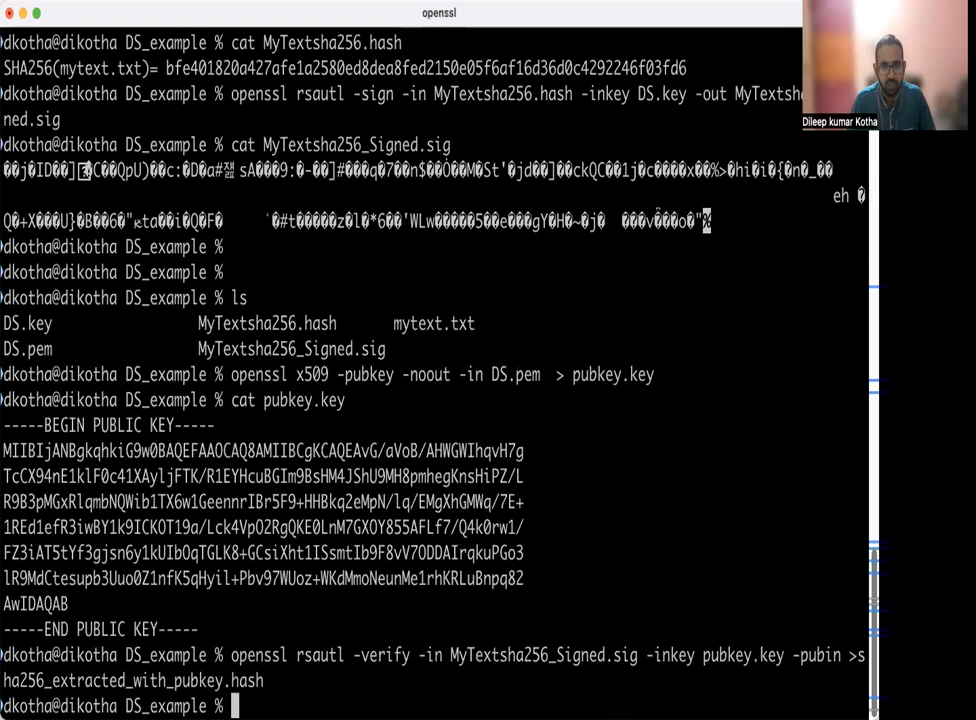 openssl
dkotha@dikotha DS_example % cat MyTextsha256.hash
SHA256(mytext.txt)= bfe401820a427afe1a2580ed8dea8fed2150e05f6af16d36d0c4292246f03fd6
dkotha@dikotha DS_example % openssl rsautl -sign -in MyTextsha256.hash -inkey DS.key -out MyTextsha
ned.sig
dkotha@dikotha DS_example % cat MyTextsha256_Signed.sig
dkotha@dikotha DS_example %
dkotha@dikotha DS_example %
dkotha@dikotha DS_example % ls
DS.key MyTextsha256.hash mytext.txt
DS.pem MyTextsha256_Signed.sig
dkotha@dikotha DS_example % openssl x509 -pubkey -noout -in DS.pem > pubkey.key
dkotha@dikotha DS_example % cat pubkey.key
-----BEGIN PUBLIC KEY-----
MIIBIjANBgkqhkiG9w0BAQEFAAOCAQ8AMIIBCgKCAQEAvG/aVoB/AHWGWIhqvH7g
TcCX94nE1klF0c41XAyljFTK/R1EYHcuBGIm9BsHM4JShU9MH8pmhegKnsHiPZ/L
R9B3pMGxRlqmbNQWib1TX6w1GeennrIBr5F9+HHBkq2eMpN/lq/EMgXhGMWq/7E+
1REd1efR3iwBY1k9ICKOT19a/Lck4VpO2RgQKE0LnM7GXOY855AFLf7/Q4k0rw1/
FZ3iAT5tYf3gjsn6y1kUIbOqTGLK8+GCsiXht1ISsmtIb9F8vV7ODDAIrqkuPGo3
lR9MdCtesupb3Uuo0Z1nfK5qHyil+Pbv97WUoz+WKdMmoNeunMe1rhKRLuBnpq82
AwIDAQAB
-----END PUBLIC KEY-----
dkotha@dikotha DS_example % openssl rsautl -verify -in MyTextsha256_Signed.sig -inkey pubkey.key -pubin >s
ha256_extracted_with_pubkey.hash
dkotha@dikotha DS_example %
Dileep kumar Kotha